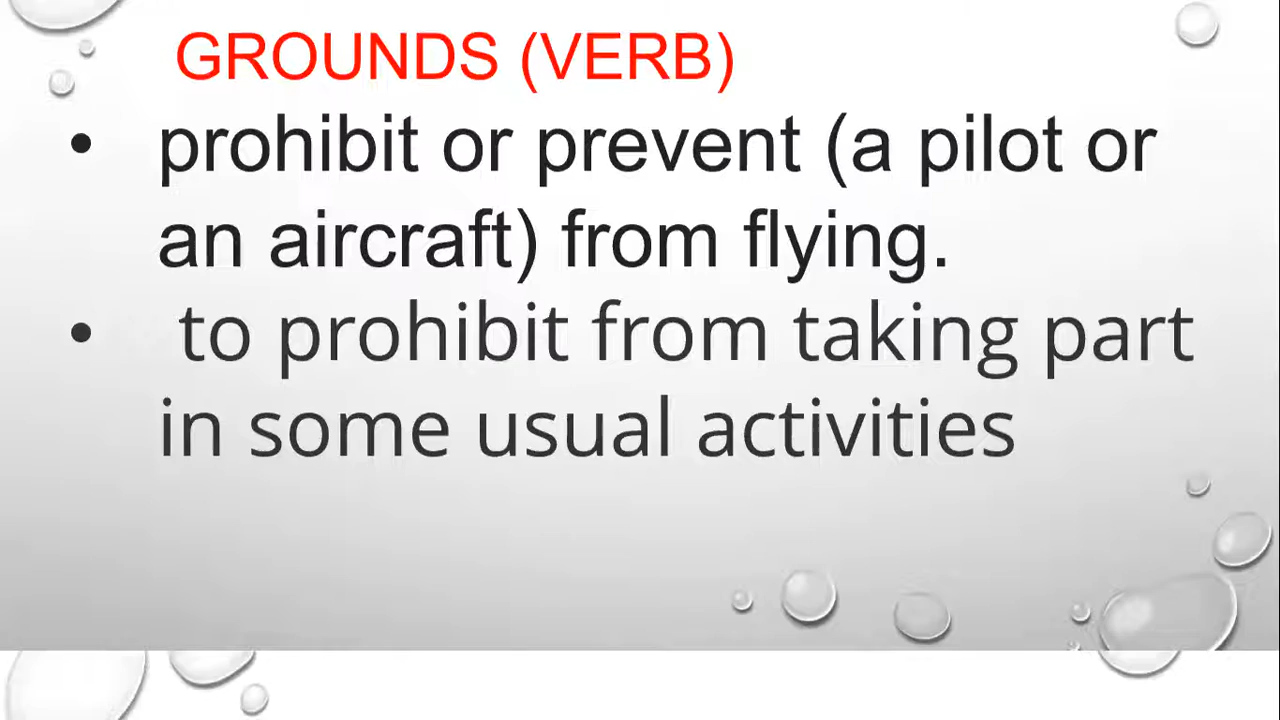 GROUNDS (VERB)
• prohibit or prevent (a pilot or
an aircraft) from flying.
• to prohibit from taking part
in some usual activities